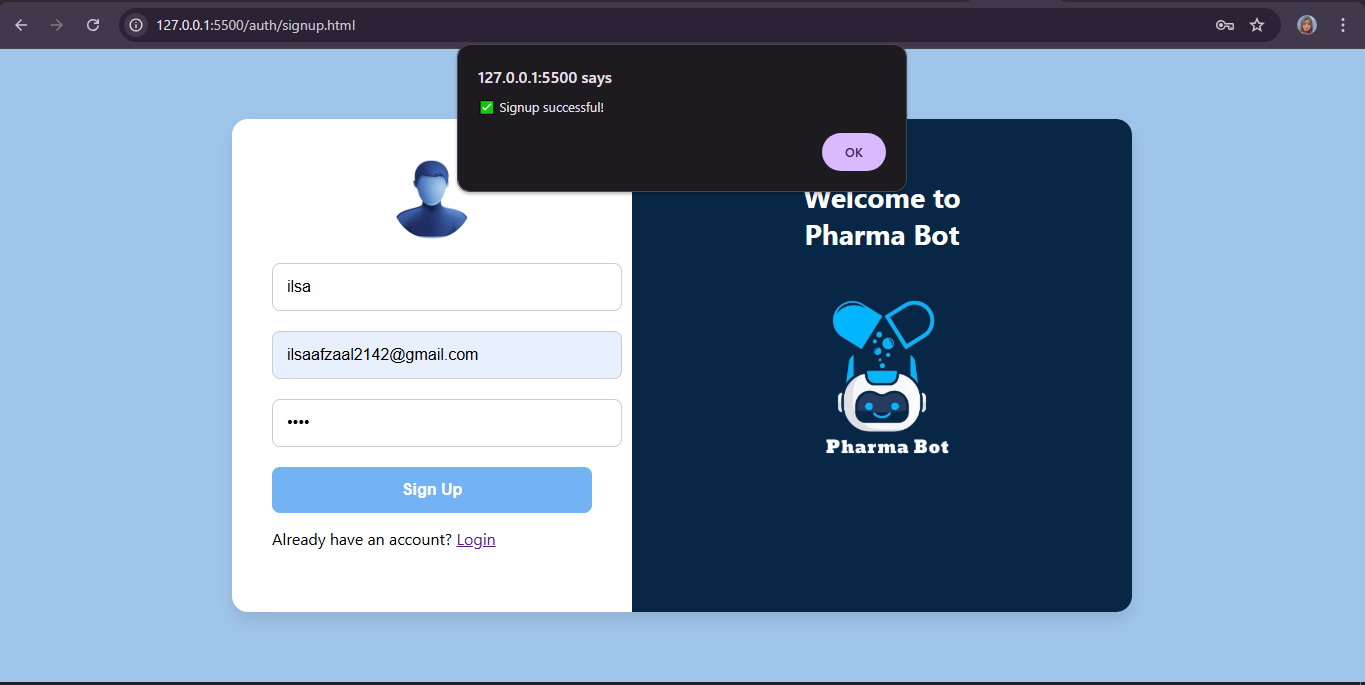 127.0.0.1:5500/auth/signup.html
127.0.0.1:5500 says
✅ Signup successful!
OK
ilsa
ilsaafzaal2142@gmail.com
••••
Sign Up
Already have an account? Login
Welcome to
Pharma Bot
Pharma Bot